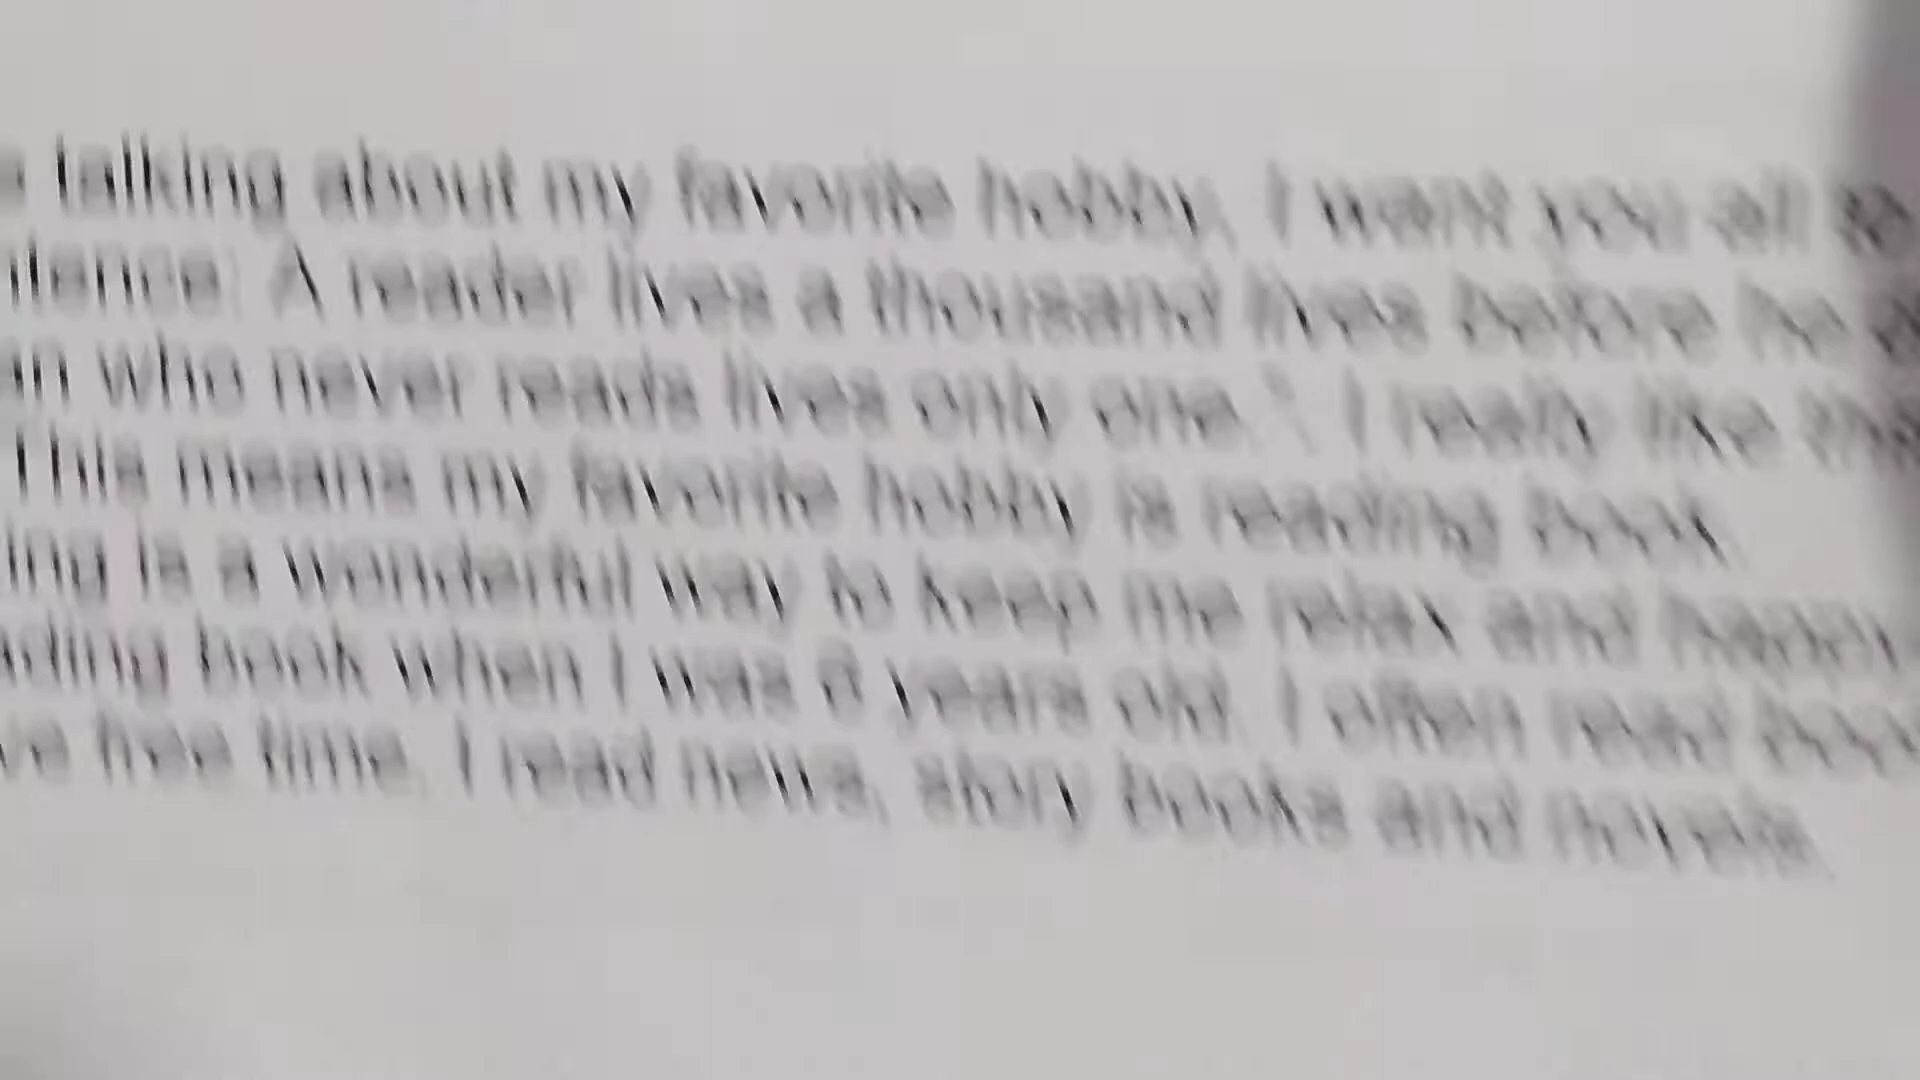 talking about my favorite hobby, I want you all to
A reader lives a thousand lives before he
who never reads lives only one." I really like
This means my favorite hobby is reading book
is a wonderful way to keep me relax and happy
book when I was years old. I often read
free time. I read news, story books and novels